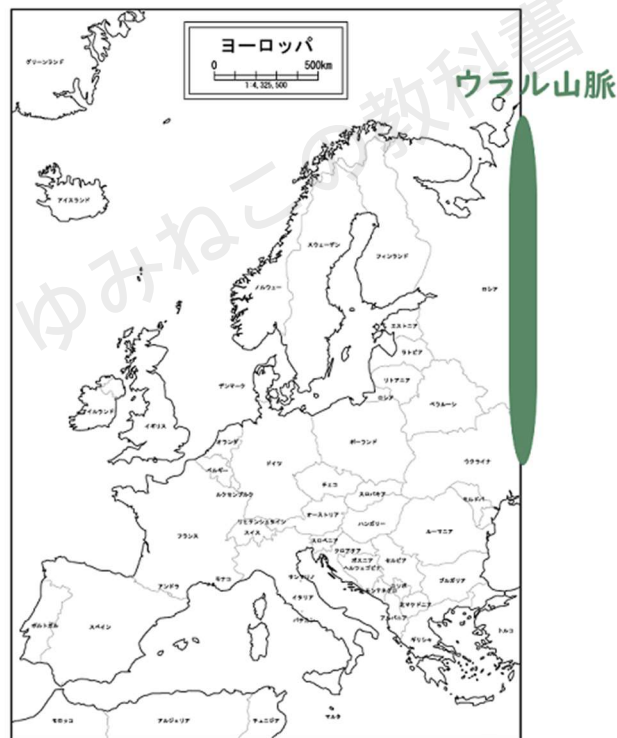 ヨーロッパ
0 500km
1:4,325,500
ウラル山脈
ゆみねこの教科書
グリーンランド
アイスランド
スウェーデン
フィンランド
ノルウェー
ロシア
エストニア
ラトビア
リトアニア
ロシア
ベラルーシ
デンマーク
アイルランド
イギリス
オランダ
ベルギー
ドイツ
ポーランド
ウクライナ
ルクセンブルク
チェコ
スロバキア
モルドバ
オーストリア
ハンガリー
ルーマニア
リヒテンシュタイン
スイス
フランス
スロベニア
クロアチア
ボスニア
ヘルツェゴビナ
セルビア
ブルガリア
アンドラ
モナコ
サンマリノ
イタリア
北マケドニア
アルバニア
ギリシャ
トルコ
ポルトガル
スペイン
マルタ
モロッコ
アルジェリア
チュニジア